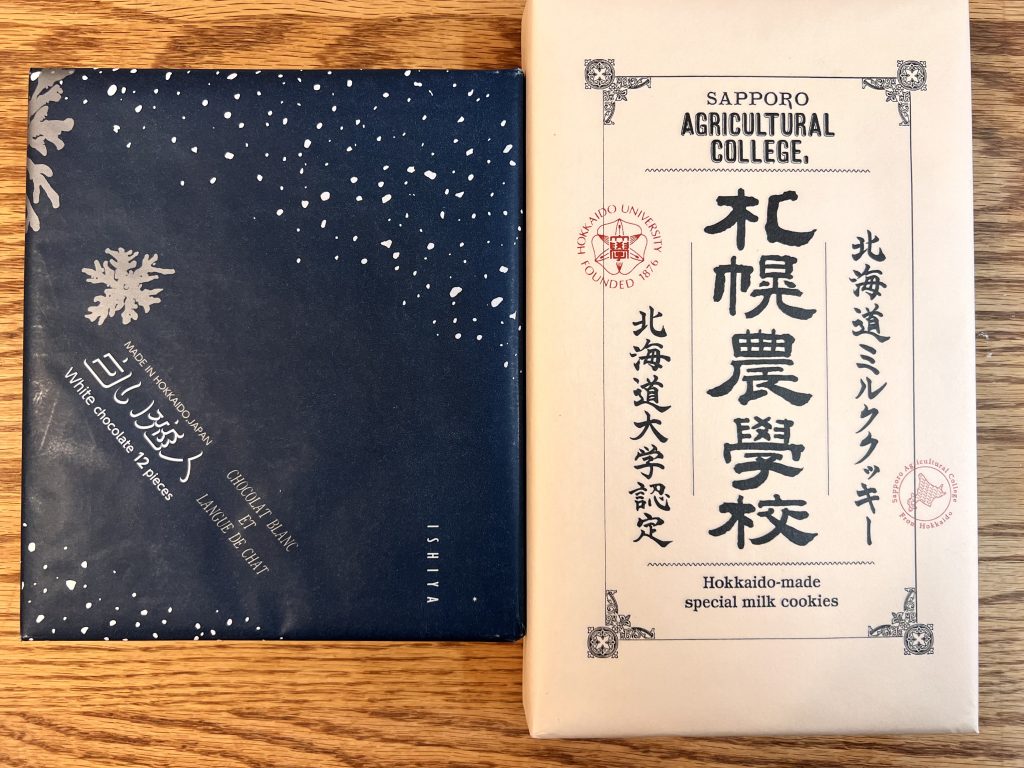 MADE IN HOKKAIDO, JAPAN
白い恋人
White chocolate 12 pieces
CHOCOLAT BLANC
ET
LANGUE DE CHAT
ISHIYA
SAPPORO
AGRICULTURAL
COLLEGE,
HOKKAIDO UNIVERSITY
FOUNDED 1876
北海道ミルククッキー
札幌農學校
北海道大学認定
Sapporo Agricultural College
From Hokkaido
Hokkaido-made
special milk cookies